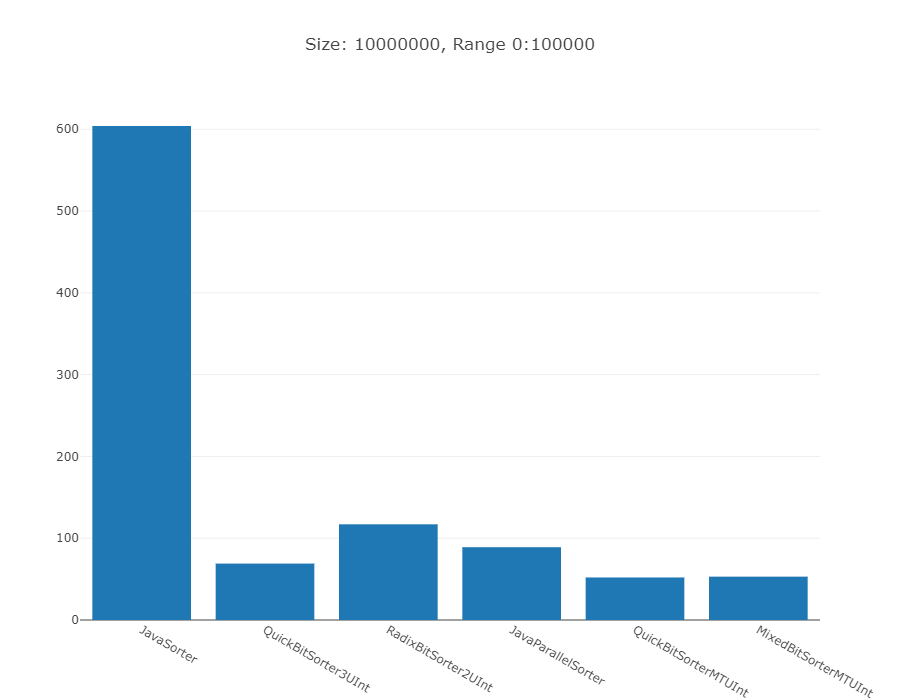 Size: 10000000, Range 0:100000
600
500
400
300
200
100
0
JavaSorter
QuickBitSorter3UInt
RadixBitSorter2UInt
JavaParallelSorter
QuickBitSorterMTUInt
MixedBitSorterMTUInt